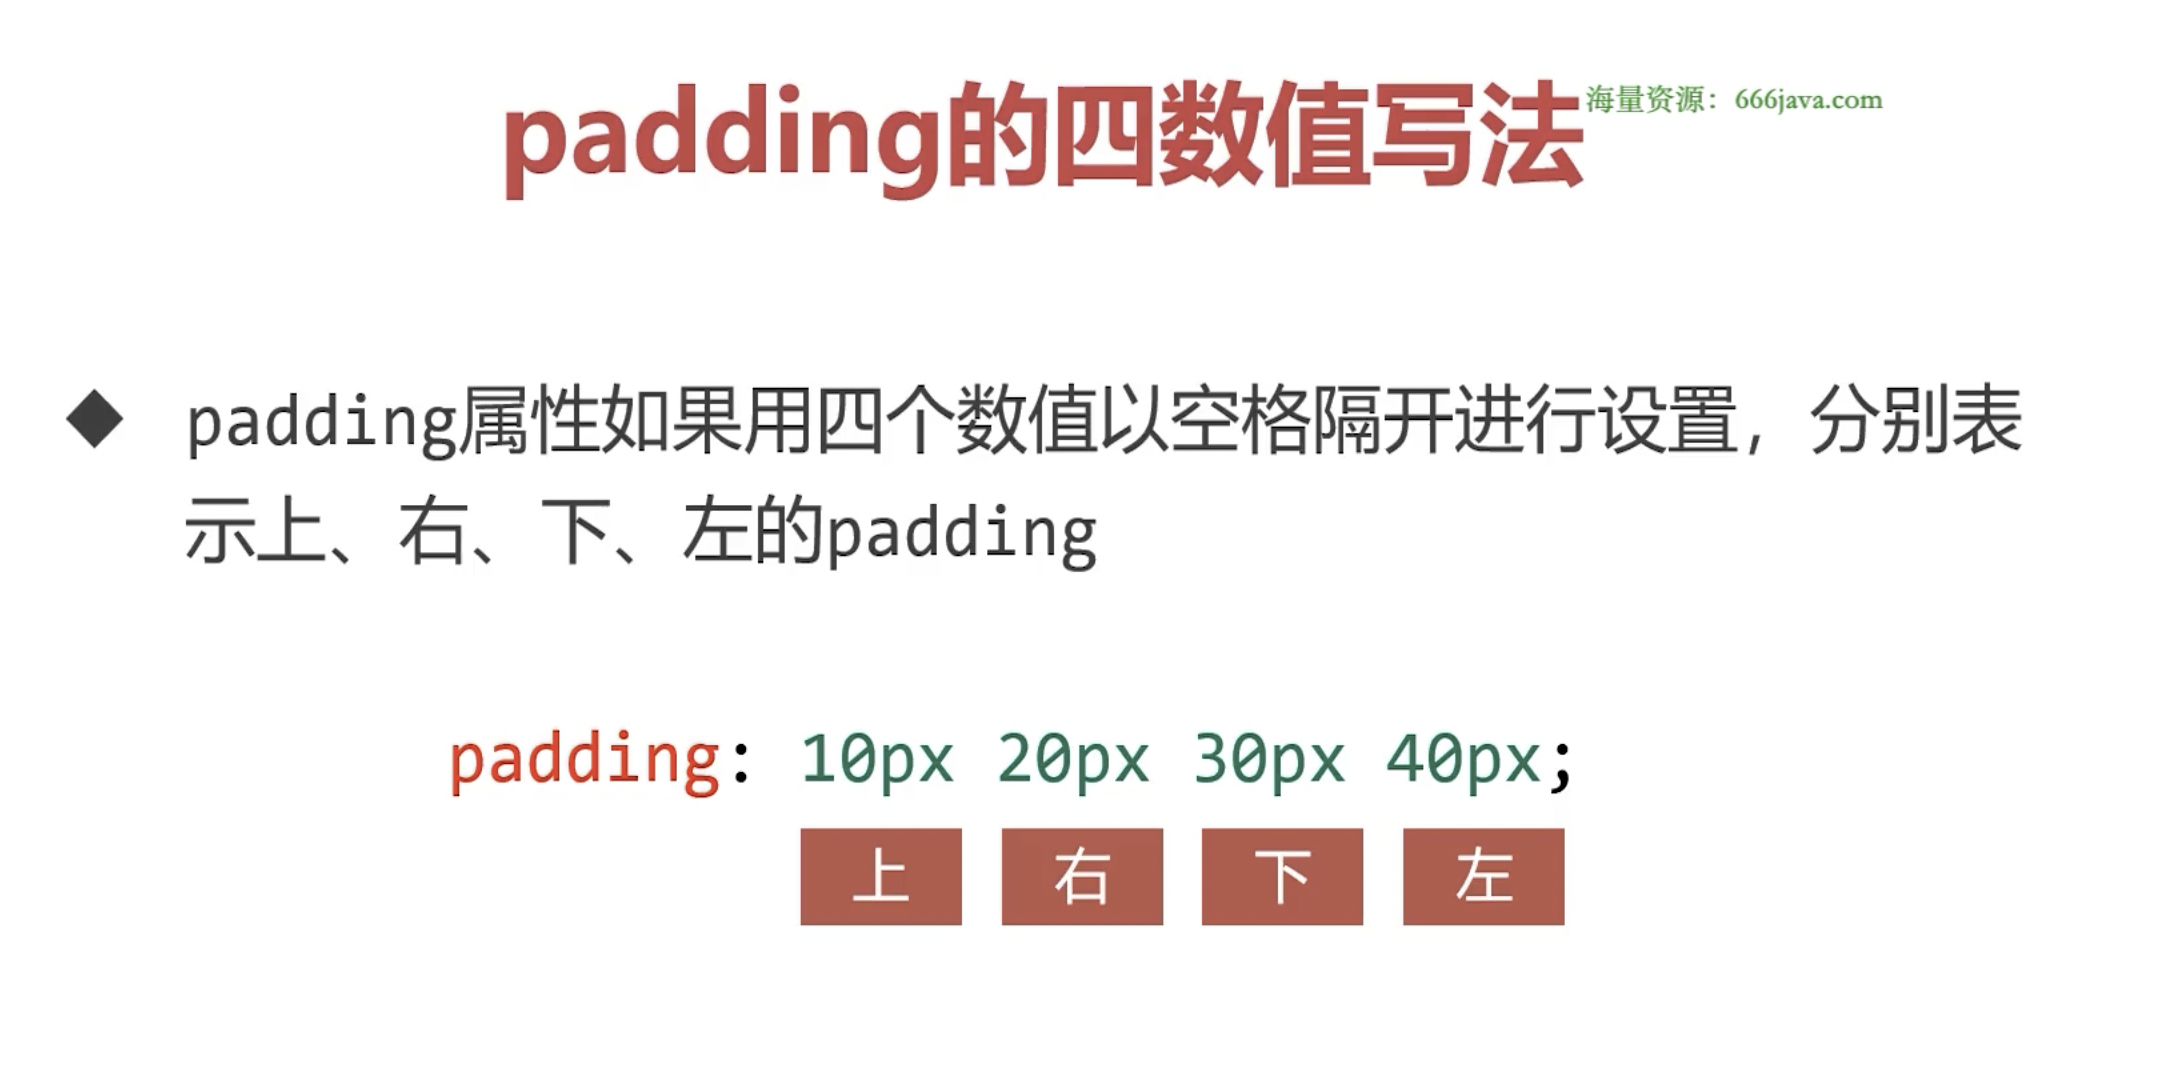 padding的四数值写法
海量资源：666java.com
padding属性如果用四个数值以空格隔开进行设置，分别表
示上、右、下、左的padding
padding: 10px 20px 30px 40px;
上 右 下 左